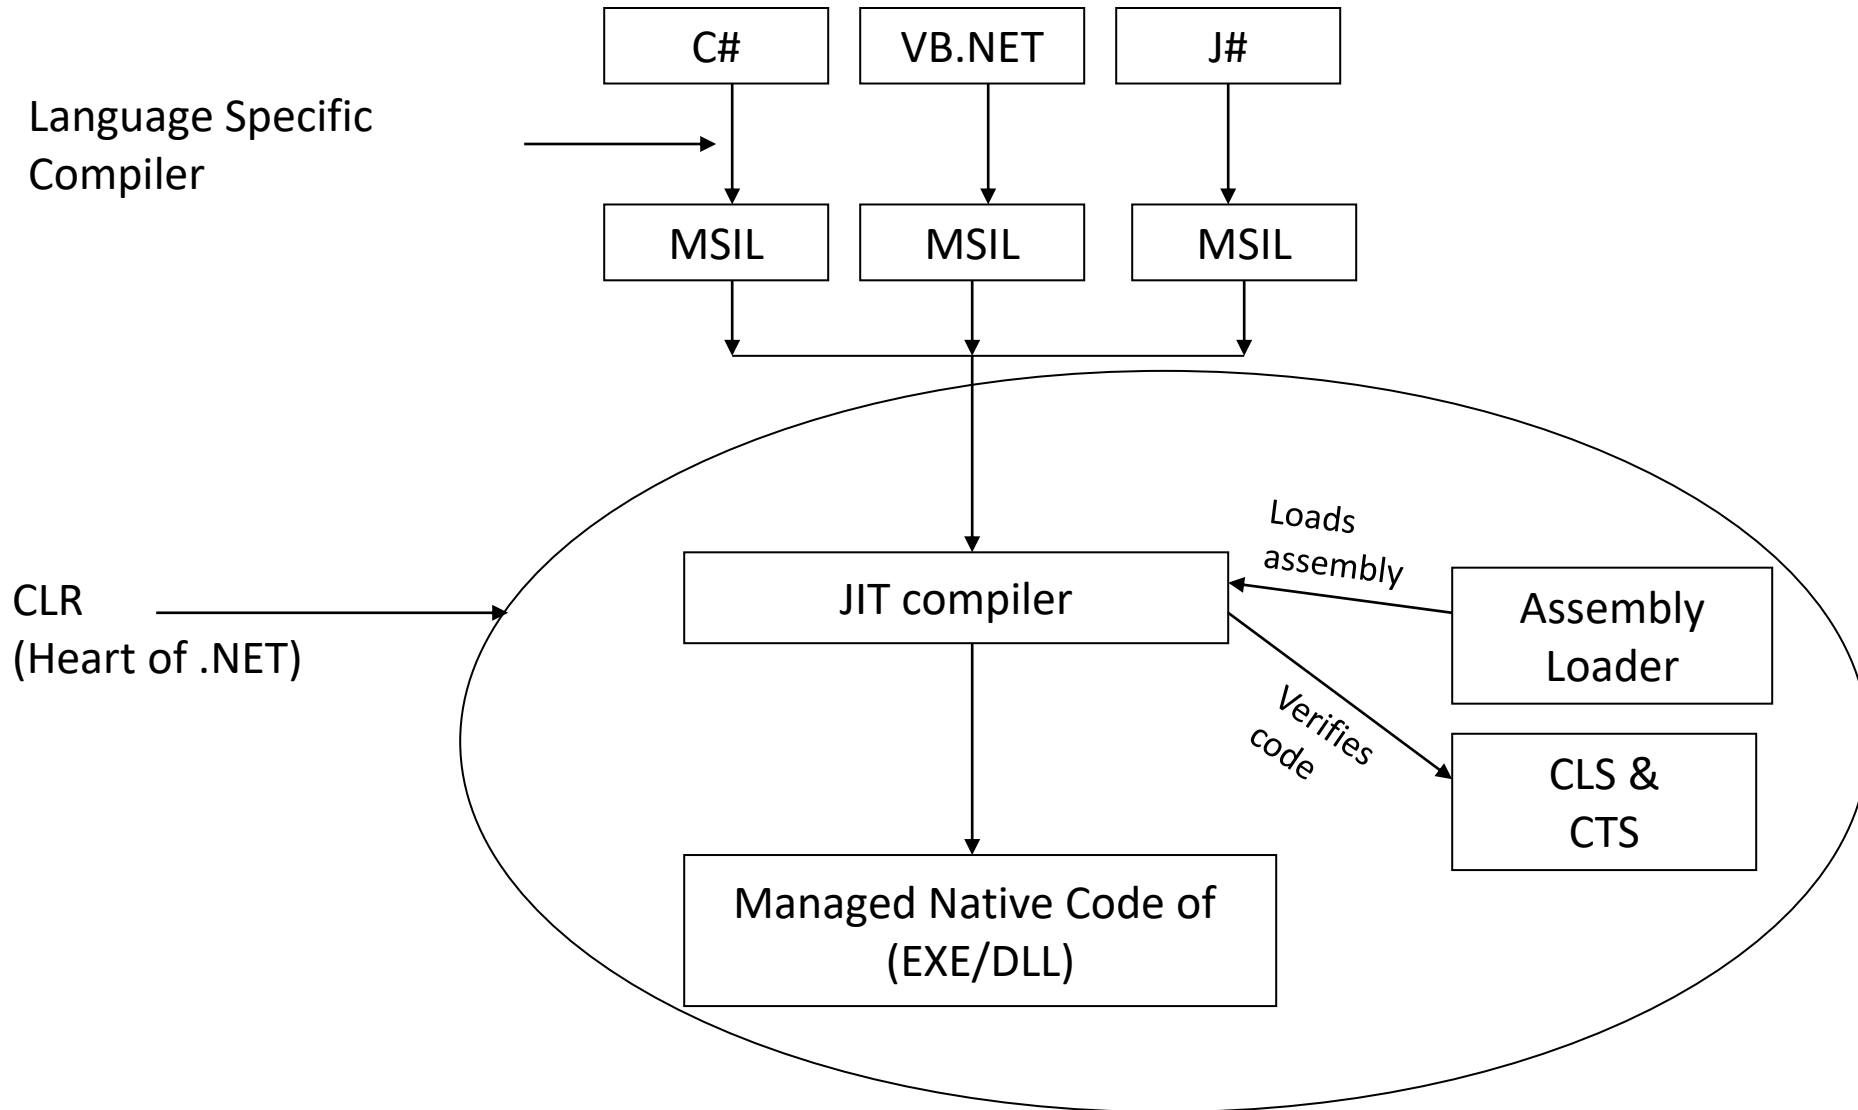 C#
VB.NET
J#
Language Specific
Compiler
MSIL
MSIL
MSIL
Loads
assembly
CLR
(Heart of .NET)
JIT compiler
Assembly
Loader
Verifies
code
CLS &
CTS
Managed Native Code of
(EXE/DLL)